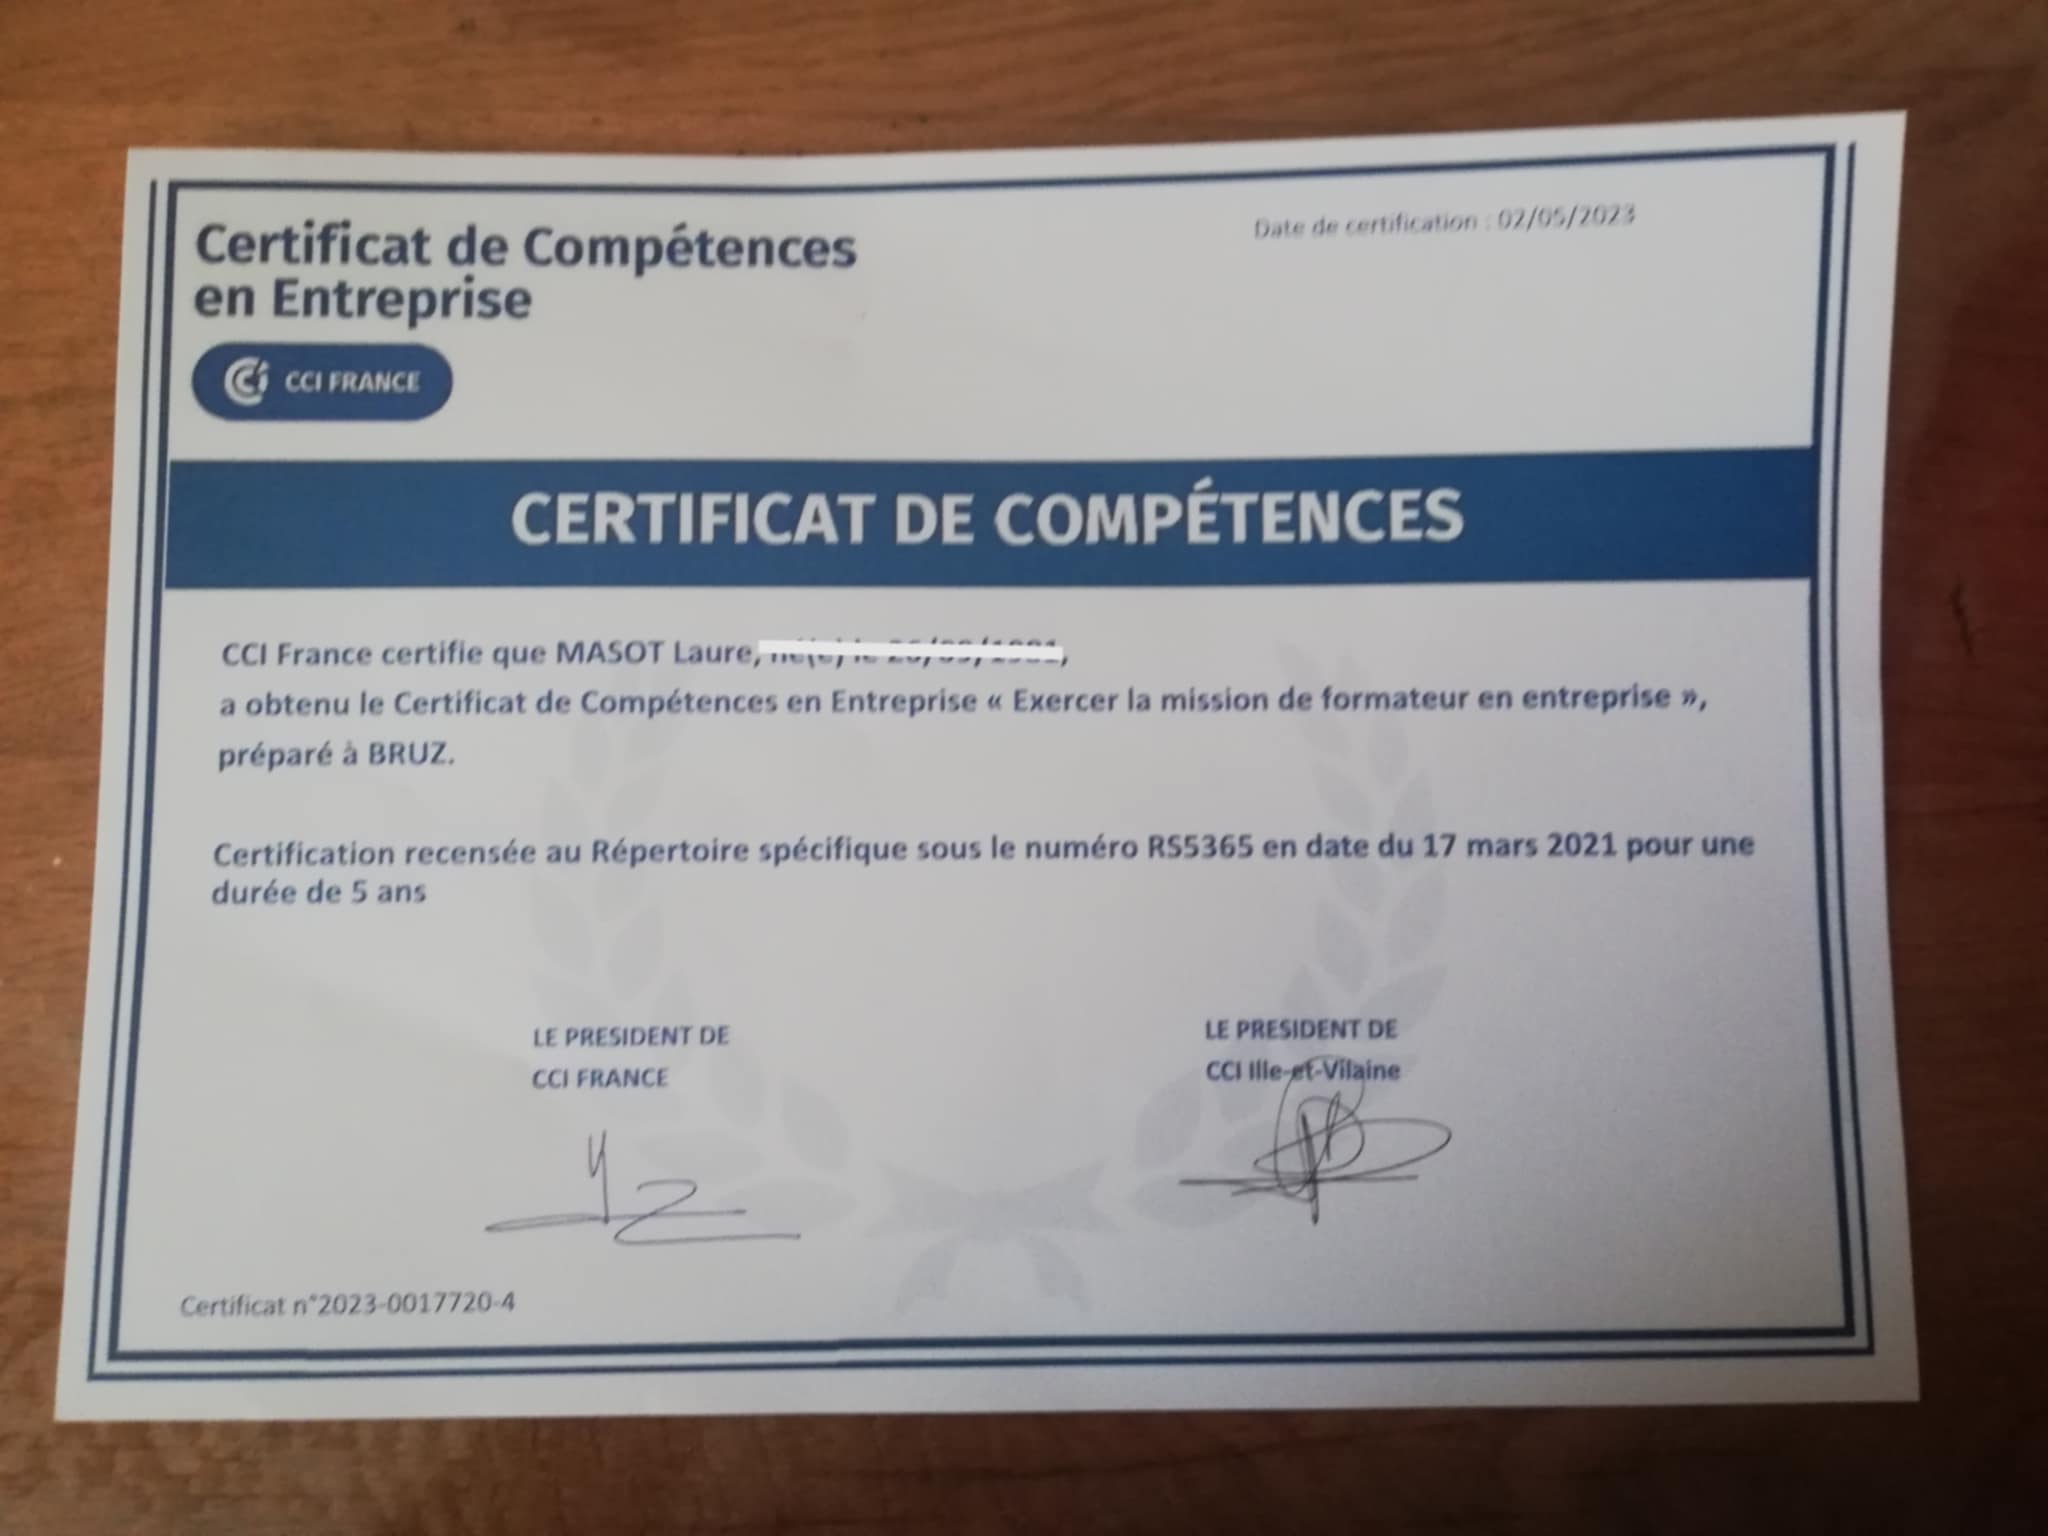 Certificat de Compétences
en Entreprise
Date de certification : 02/05/2023
CCI FRANCE
CERTIFICAT DE COMPÉTENCES
CCI France certifie que MASOT Laure,
a obtenu le Certificat de Compétences en Entreprise « Exercer la mission de formateur en entreprise »,
préparé à BRUZ.
Certification recensée au Répertoire spécifique sous le numéro RS5365 en date du 17 mars 2021 pour une
durée de 5 ans
LE PRESIDENT DE
CCI FRANCE
LE PRESIDENT DE
CCI Ille-et-Vilaine
Certificat n°2023-0017720-4